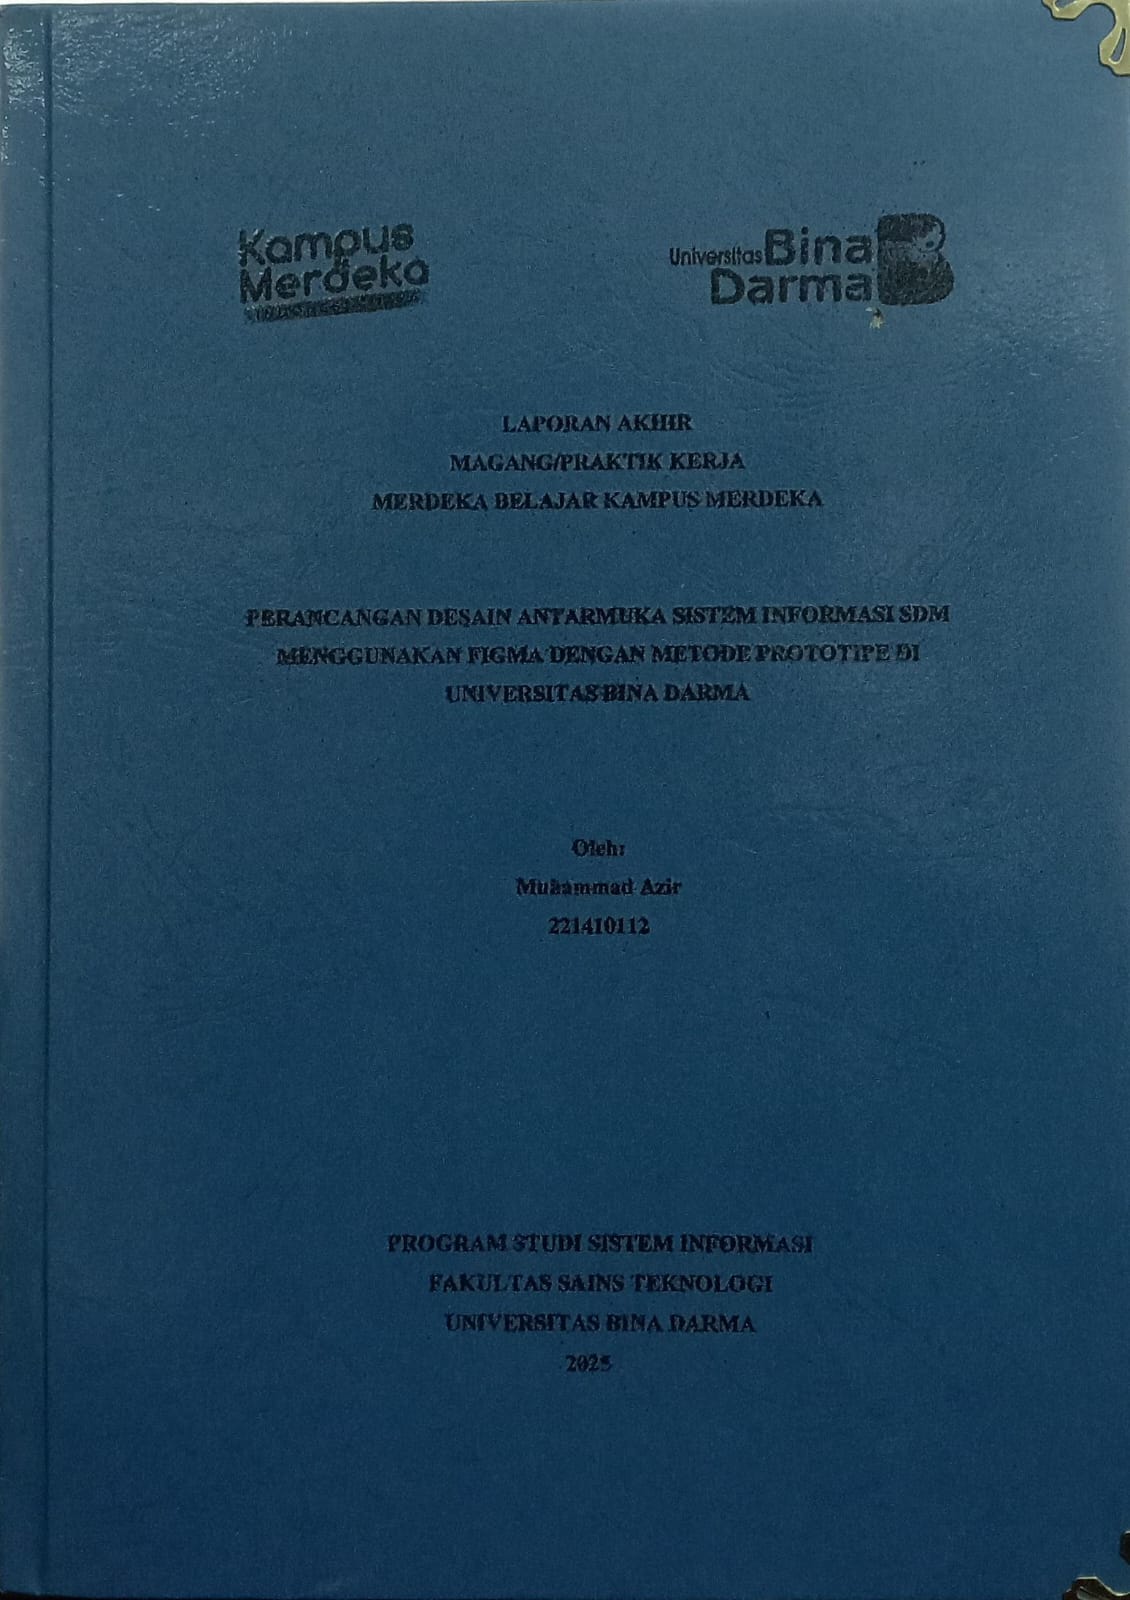 Kampus
Merdeka
Universitas Bina
Darma
LAPORAN AKHIR
MAGANG/PRAKTIK KERJA
MERDEKA BELAJAR KAMPUS MERDEKA
PERANCANGAN DESAIN ANTARMUKA SISTEM INFORMASI SDM
MENGGUNAKAN FIGMA DENGAN METODE PROTOTIPE DI
UNIVERSITAS BINA DARMA
Oleh:
Muhammad Azir
221410112
PROGRAM STUDI SISTEM INFORMASI
FAKULTAS SAINS TEKNOLOGI
UNIVERSITAS BINA DARMA
2025